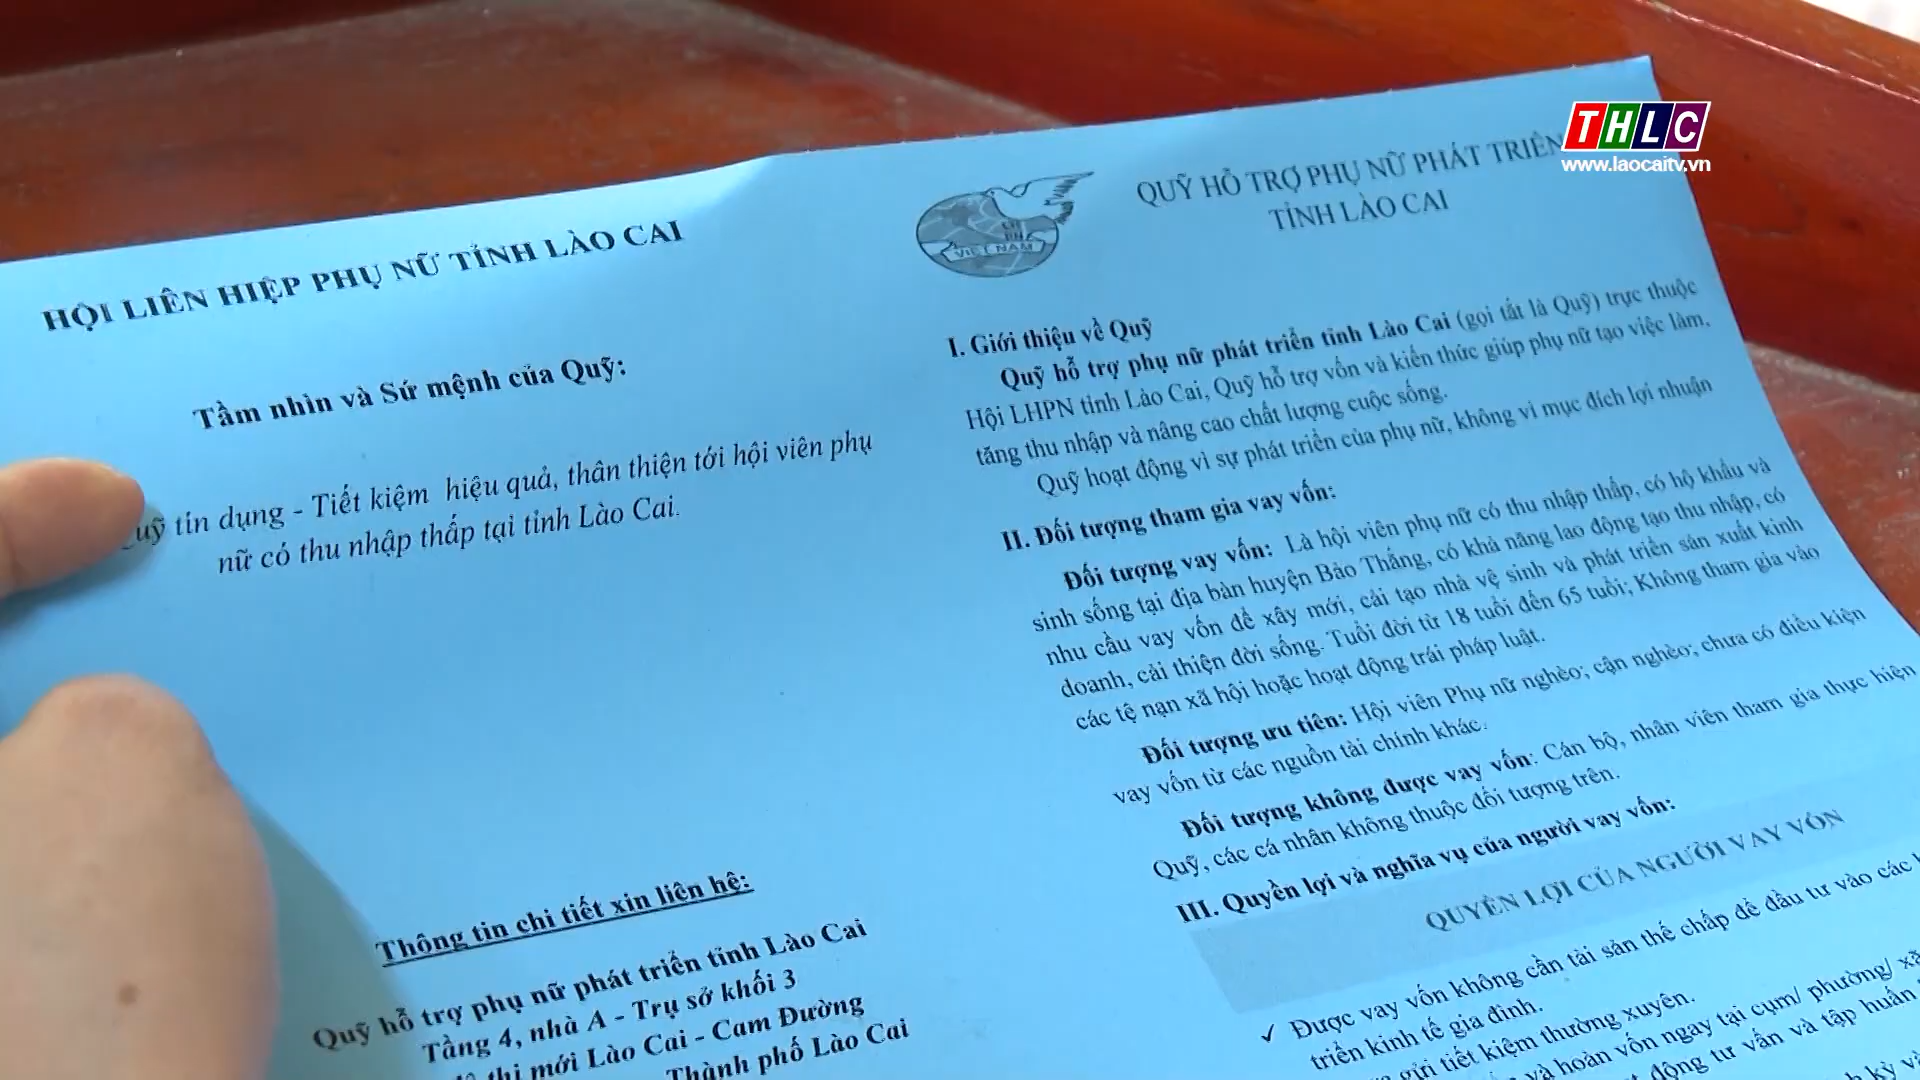 THLC
www.laocaitv.vn
HỘI LIÊN HIỆP PHỤ NỮ TỈNH LÀO CAI
Tầm nhìn và Sứ mệnh của Quỹ:
tín dụng - Tiết kiệm hiệu quả, thân thiện tới hội viên phụ
nữ có thu nhập thấp tại tỉnh Lào Cai.
Thông tin chi tiết xin liên hệ:
Quỹ hỗ trợ phụ nữ phát triển tỉnh Lào Cai
Tầng 4, nhà A - Trụ sở khối 3
thị mới Lào Cai - Cam Đường
Thành phố Lào Cai
VIỆT NAM
QUỸ HỖ TRỢ PHỤ NỮ PHÁT TRIỂN
TỈNH LÀO CAI
I. Giới thiệu về Quỹ
Quỹ hỗ trợ phụ nữ phát triển tỉnh Lào Cai (gọi tắt là Quỹ) trực thuộc
Hội LHPN tỉnh Lào Cai, Quỹ hỗ trợ vốn và kiến thức giúp phụ nữ tạo việc làm,
tăng thu nhập và nâng cao chất lượng cuộc sống.
Quỹ hoạt động vì sự phát triển của phụ nữ, không vì mục đích lợi nhuận
II. Đối tượng tham gia vay vốn:
Đối tượng vay vốn: Là hội viên phụ nữ có thu nhập thấp, có hộ khẩu và
sinh sống tại địa bàn huyện Bảo Thắng, có khả năng lao động tạo thu nhập, có
nhu cầu vay vốn để xây mới, cải tạo nhà vệ sinh và phát triển sản xuất kinh
doanh, cải thiện đời sống. Tuổi đời từ 18 tuổi đến 65 tuổi; Không tham gia vào
các tệ nạn xã hội hoặc hoạt động trái pháp luật.
Đối tượng ưu tiên: Hội viên Phụ nữ nghèo; cận nghèo; chưa có điều kiện
vay vốn từ các nguồn tài chính khác.
Đối tượng không được vay vốn: Cán bộ, nhân viên tham gia thực hiện
Quỹ, các cá nhân không thuộc đối tượng trên.
III. Quyền lợi và nghĩa vụ của người vay vốn:
QUYỀN LỢI CỦA NGƯỜI VAY VỐN
✓ Được vay vốn không cần tài sản thế chấp để đầu tư vào các
triển kinh tế gia đình.
gửi tiết kiệm thường xuyên.
và hoàn vốn ngay tại cụm/ phường/ xã
động tư vấn và tập huấn
kỳ và